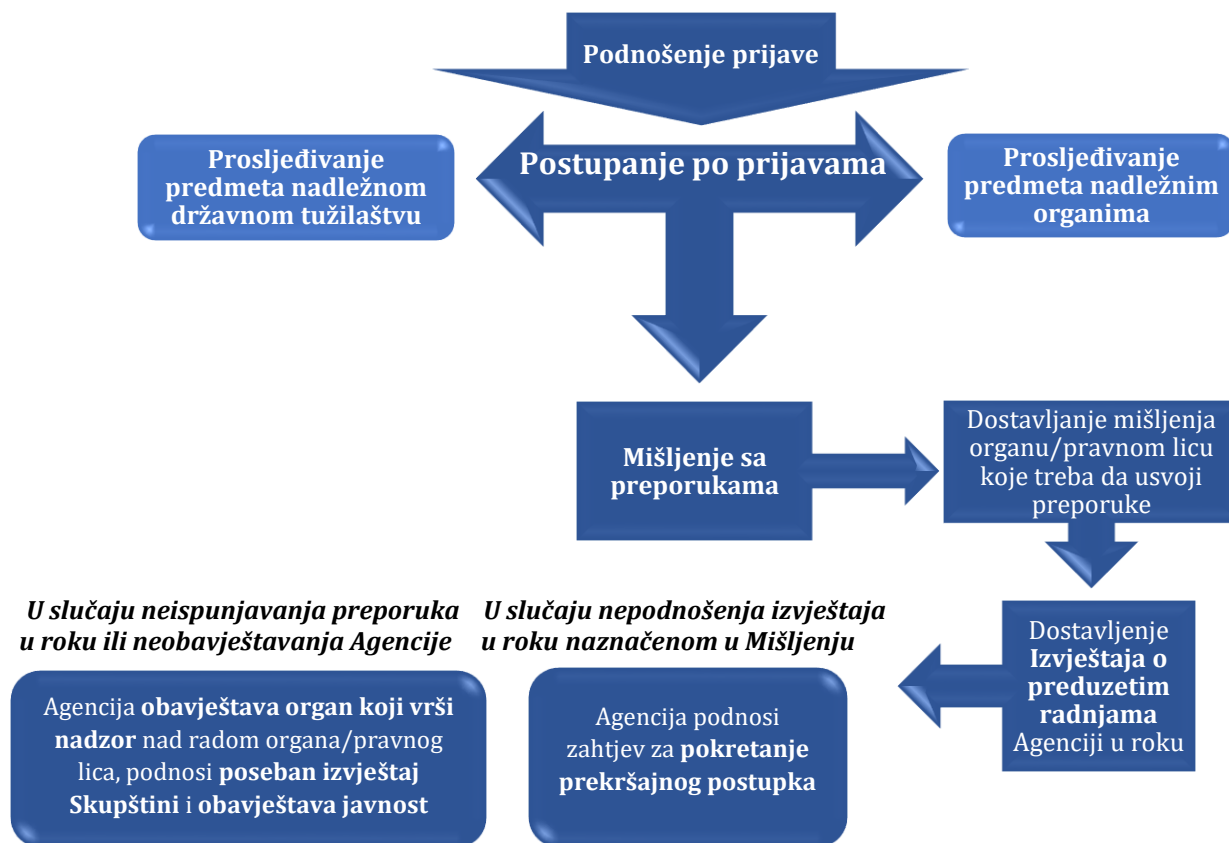 Podnošenje prijave
Postupanje po prijavama
Prosljeđivanje
predmeta nadležnom
državnom tužilaštvu
Prosljeđivanje
predmeta nadležnim
organima
Mišljenje sa
preporukama
Dostavljanje mišljenja
organu/pravnom licu
koje treba da usvoji
preporuke
Dostavljenje
Izvještaja o
preduzetim
radnjama
Agenciji u roku
U slučaju neispunjavanja preporuka
u roku ili neobavještavanja Agencije
U slučaju nepodnošenja izvještaja
u roku naznačenom u Mišljenju
Agencija obavještava organ koji vrši
nadzor nad radom organa/pravnog
lica, podnosi poseban izvještaj
Skupštini i obavještava javnost
Agencija podnosi
zahtjev za pokretanje
prekršajnog postupka